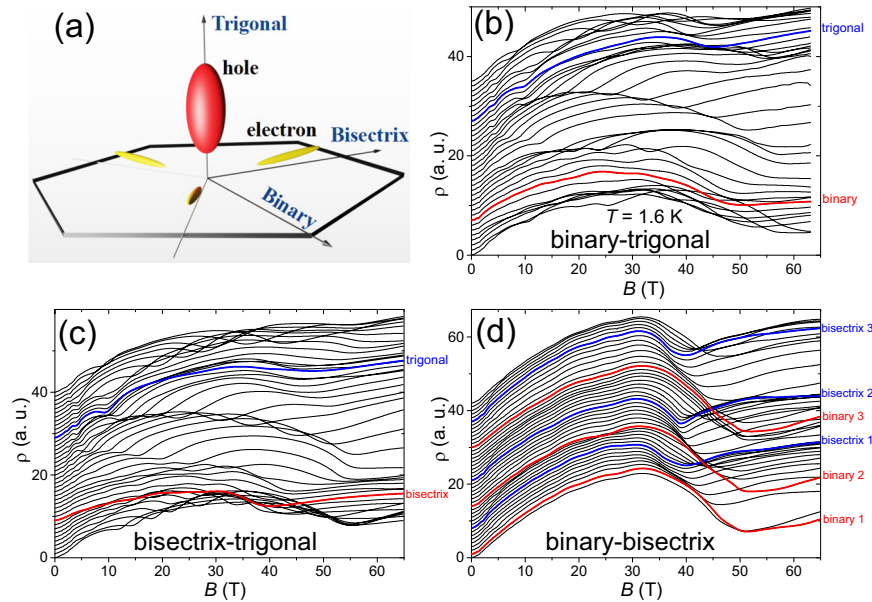 (a)
Trigonal
hole
electron
Bisectrix
Binary
(b)
40
20
0
ρ (a. u.)
trigonal
binary
T = 1.6 K
binary-trigonal
0 10 20 30 40 50 60
B (T)
(c)
40
20
0
ρ (a. u.)
trigonal
bisectrix
bisectrix-trigonal
0 10 20 30 40 50 60
B (T)
(d)
60
40
20
0
ρ (a. u.)
bisectrix 3
bisectrix 2
binary 3
bisectrix 1
binary 2
binary 1
binary-bisectrix
0 10 20 30 40 50 60
B (T)